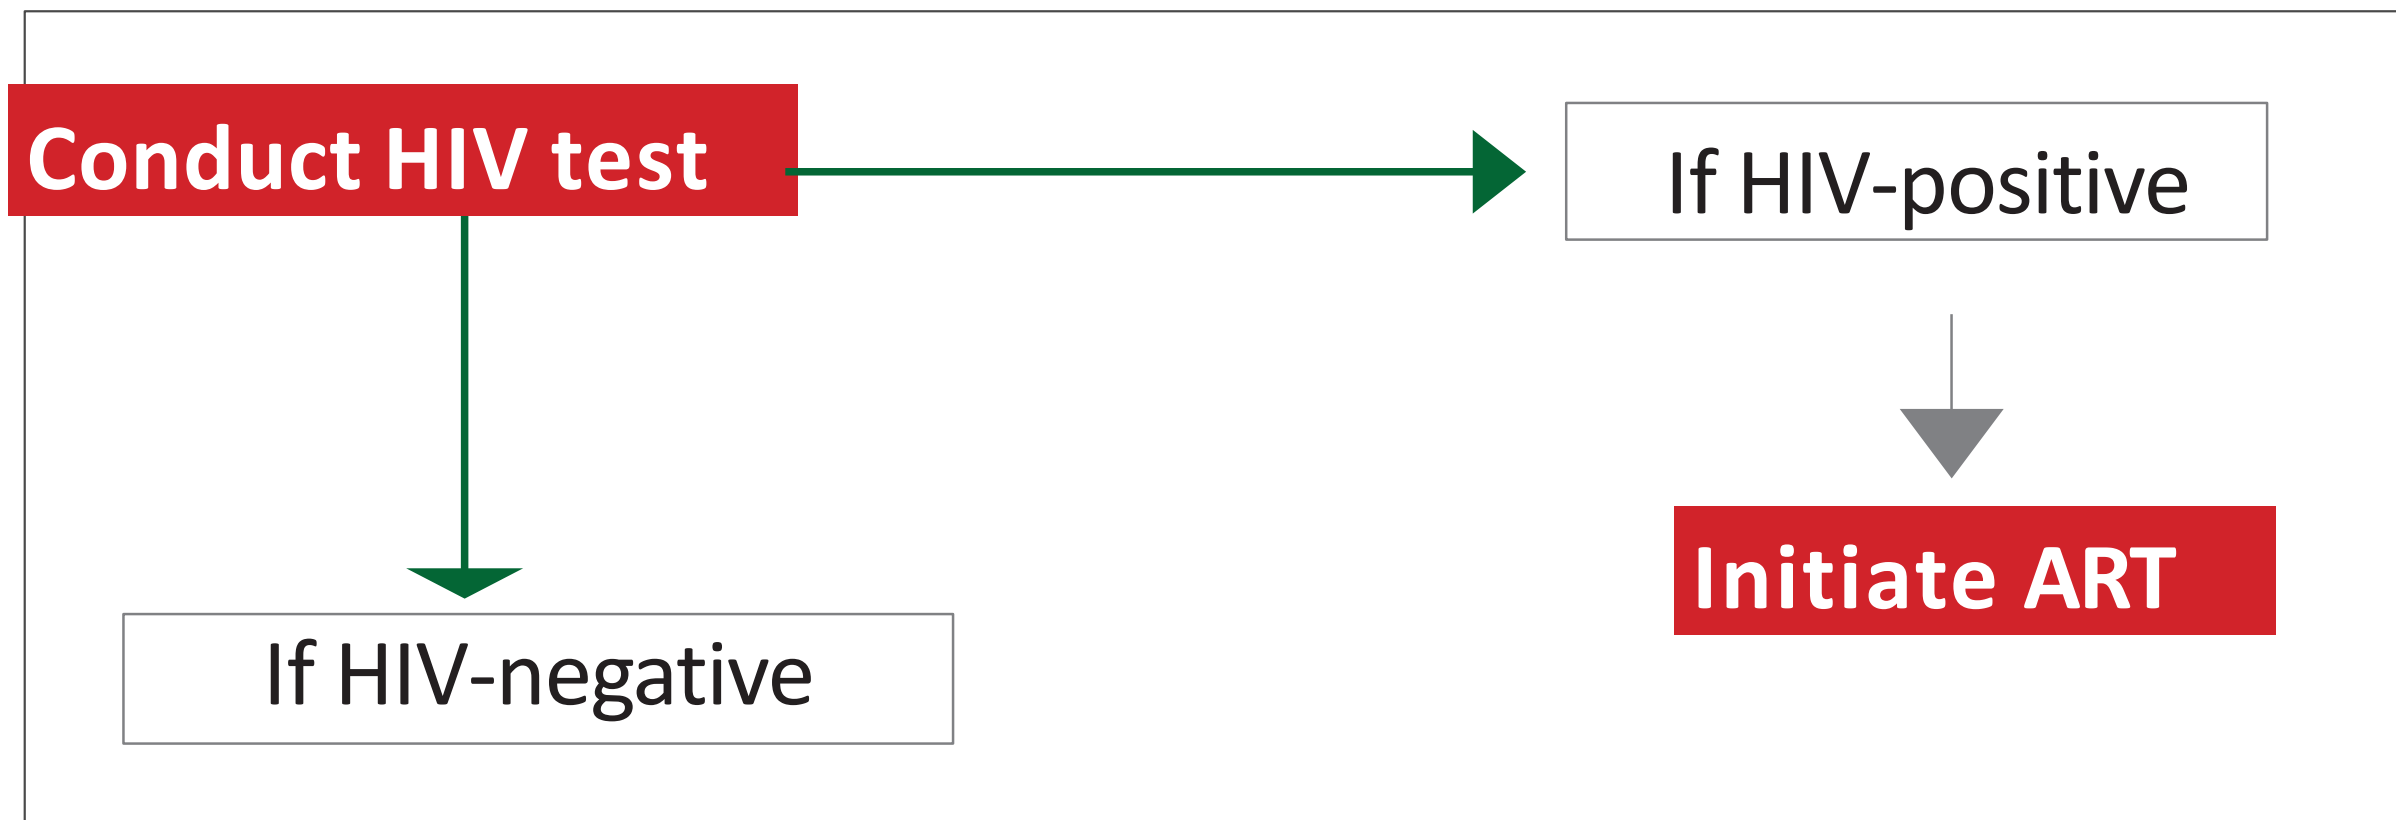 Conduct HIV test
If HIV-positive
Initiate ART
If HIV-negative